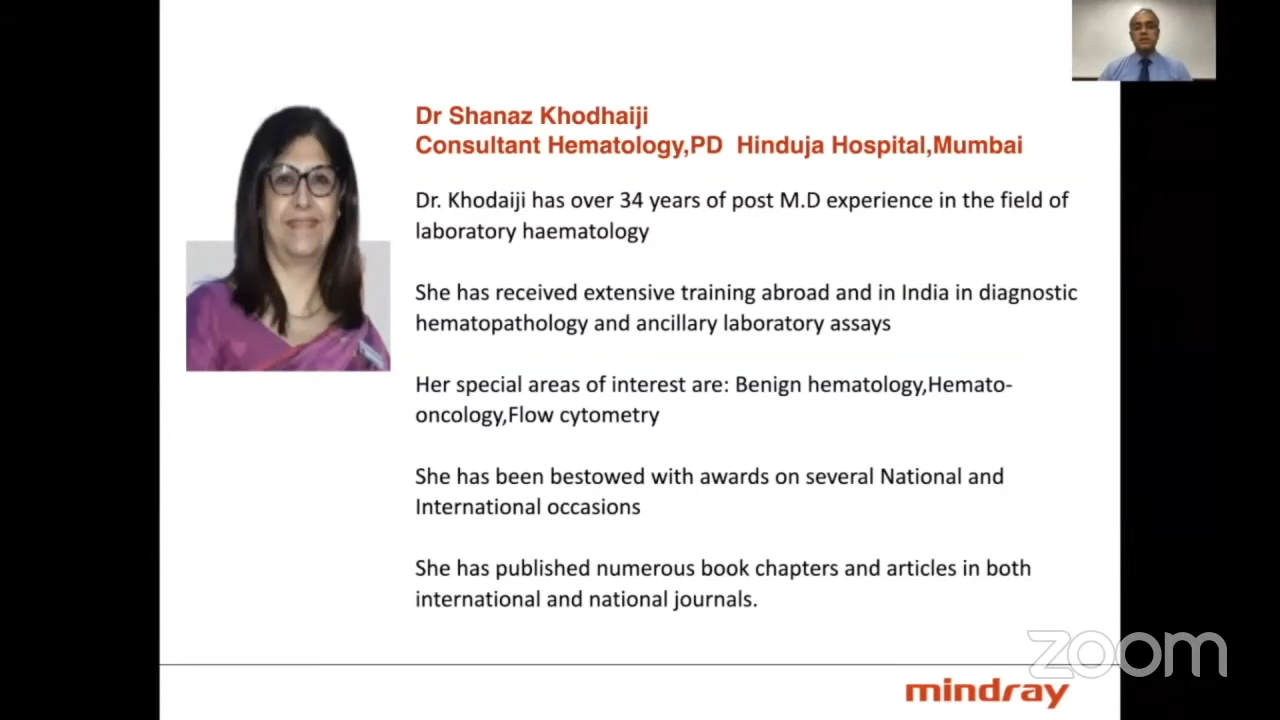 Dr Shanaz Khodhaiji
Consultant Hematology,PD Hinduja Hospital,Mumbai
Dr. Khodaiji has over 34 years of post M.D experience in the field of
laboratory haematology
She has received extensive training abroad and in India in diagnostic
hematopathology and ancillary laboratory assays
Her special areas of interest are: Benign hematology,Hemato-
oncology,Flow cytometry
She has been bestowed with awards on several National and
International occasions
She has published numerous book chapters and articles in both
international and national journals.
zoom
mindray